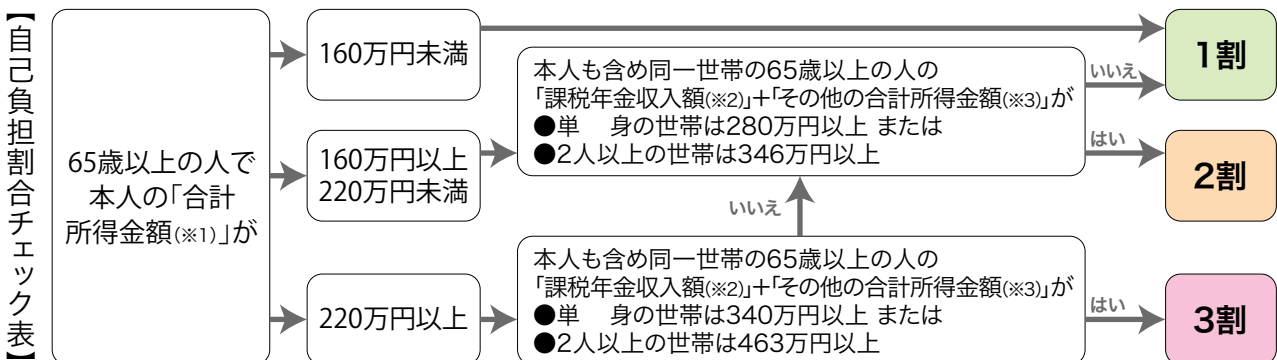 【自己負担割合チェック表】
65歳以上の人で
本人の「合計
所得金額(※1)」が
160万円未満
160万円以上
220万円未満
220万円以上
本人も含め同一世帯の65歳以上の人の
「課税年金収入額(※2)」+「その他の合計所得金額(※3)」が
●単　身の世帯は280万円以上 または
●2人以上の世帯は346万円以上
いいえ
はい
いいえ
本人も含め同一世帯の65歳以上の人の
「課税年金収入額(※2)」+「その他の合計所得金額(※3)」が
●単　身の世帯は340万円以上 または
●2人以上の世帯は463万円以上
はい
1割
2割
3割